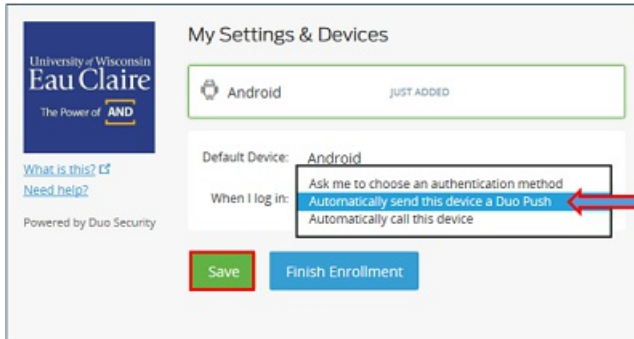 University of Wisconsin
Eau Claire
The Power of AND
What is this?
Need help?
Powered by Duo Security
My Settings & Devices
Android JUST ADDED
Default Device: Android
When I log in:
Ask me to choose an authentication method
Automatically send this device a Duo Push
Automatically call this device
Save Finish Enrollment